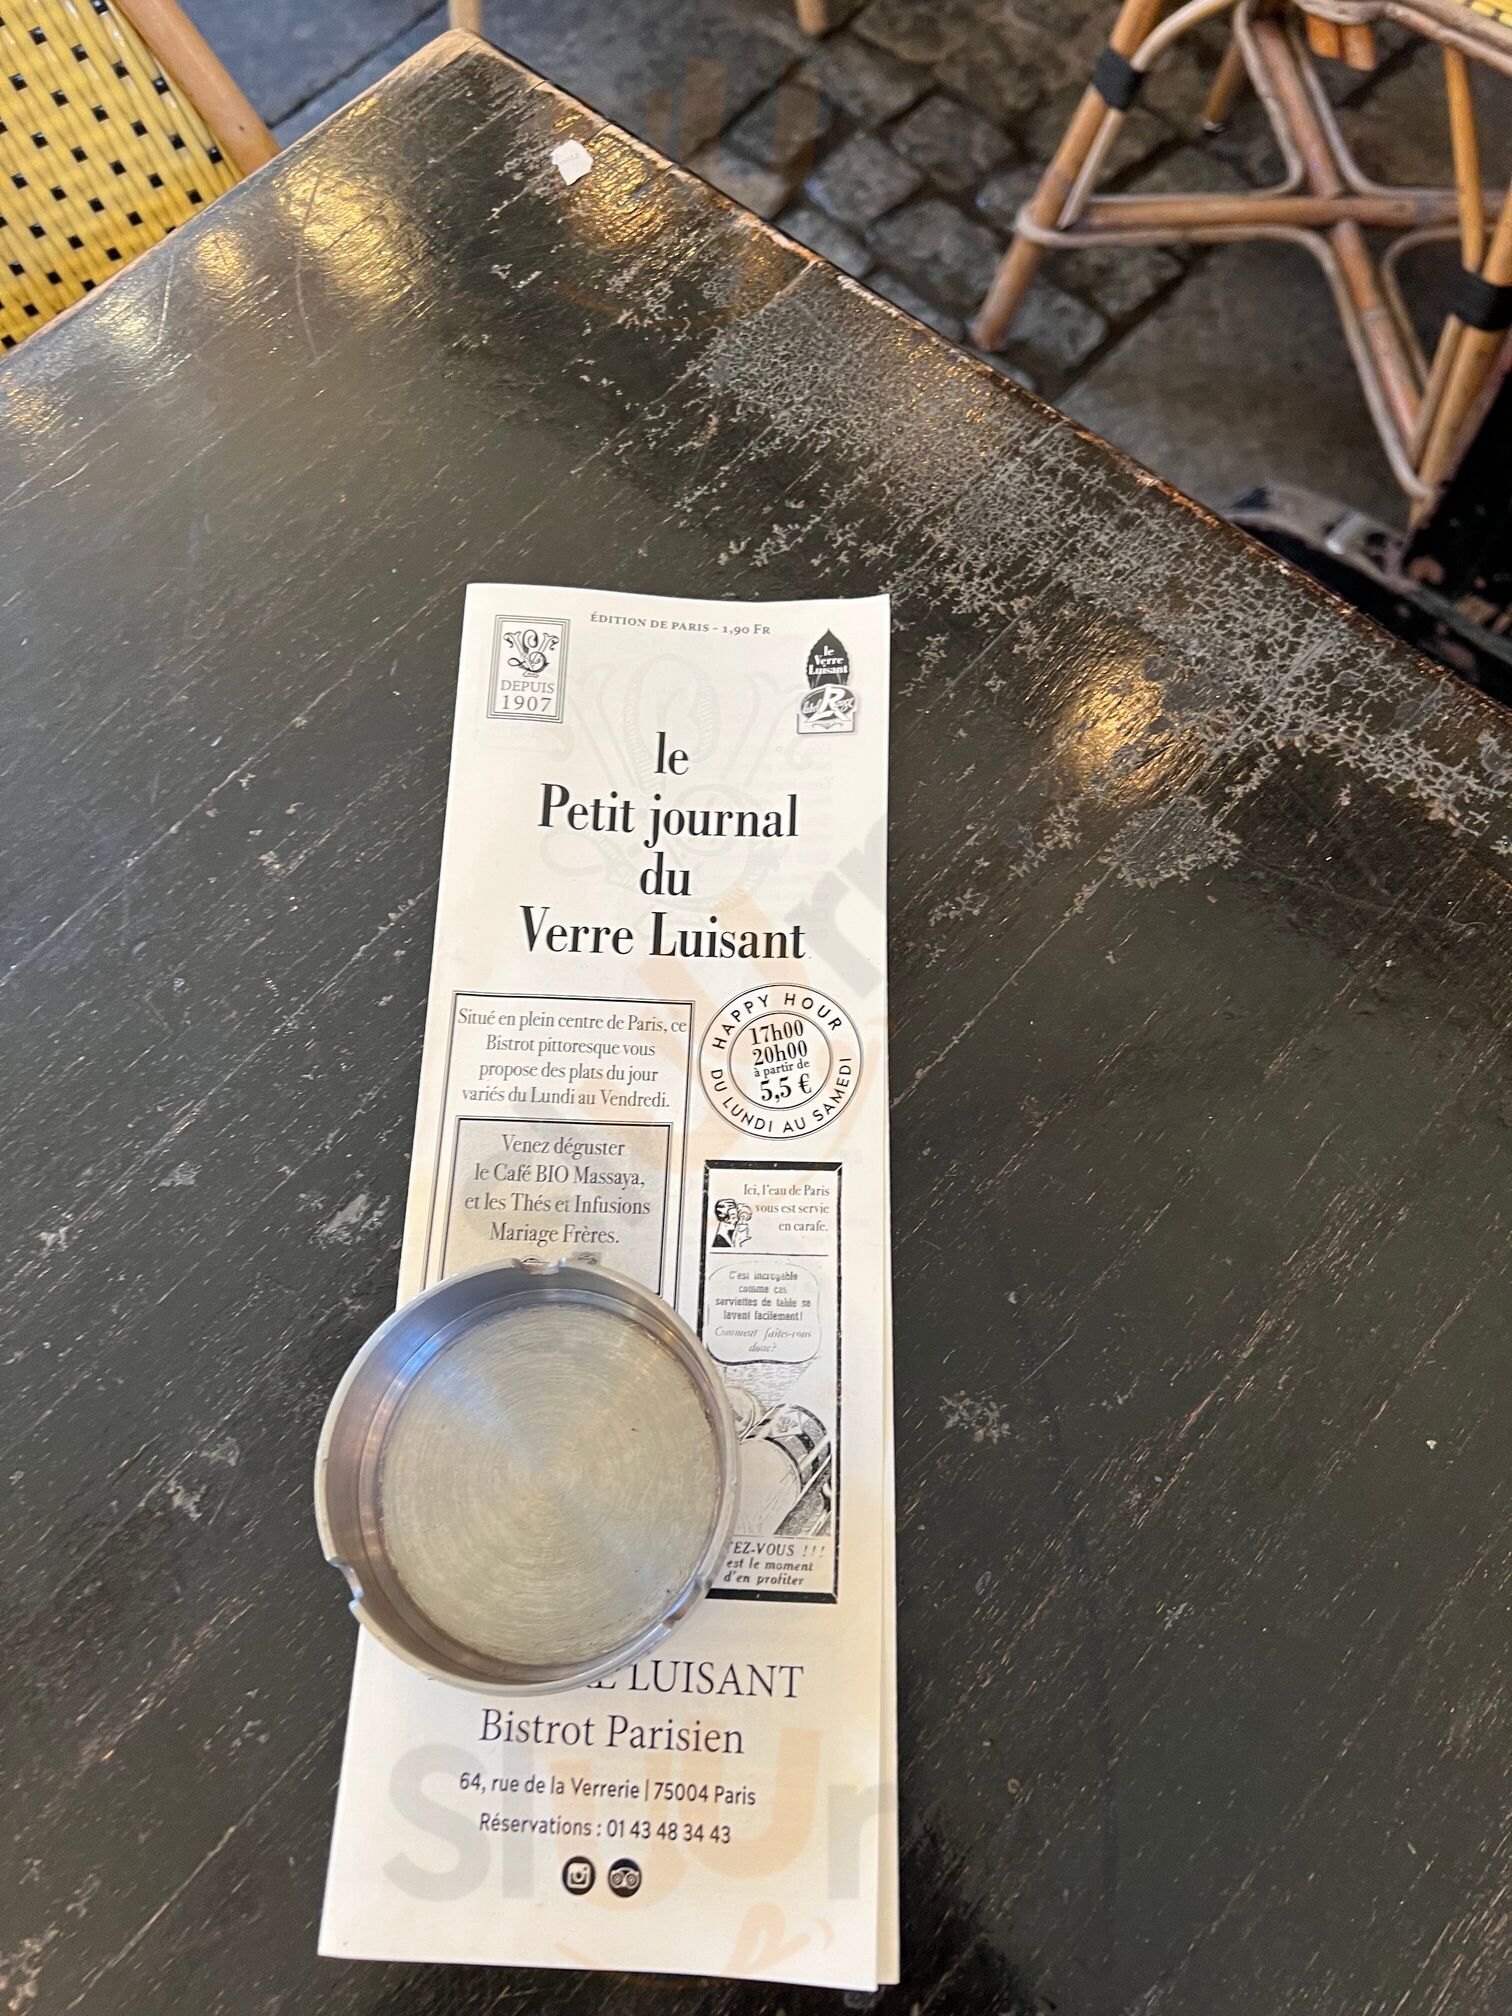 ÉDITION DE PARIS - 1,90 FR
DEPUIS
1907
le
Verre
Luisant
le
Petit journal
du
Verre Luisant
Situé en plein centre de Paris, ce
Bistrot pittoresque vous
propose des plats du jour
variés du Lundi au Vendredi.
HAPPY HOUR
17h00
20h00
à partir de
5,5 €
DU LUNDI AU SAMEDI
Venez déguster
le Café BIO Massaya,
et les Thés et Infusions
Mariage Frères.
Ici, l'eau de Paris
vous est servie
en carafe.
C'est incroyable
comme ces
serviettes de table se
lavent facilement!
Comment faites-vous
donc?
TEZ-VOUS !!!
est le moment
d'en profiter
LUISANT
Bistrot Parisien
64, rue de la Verrerie | 75004 Paris
Réservations : 01 43 48 34 43